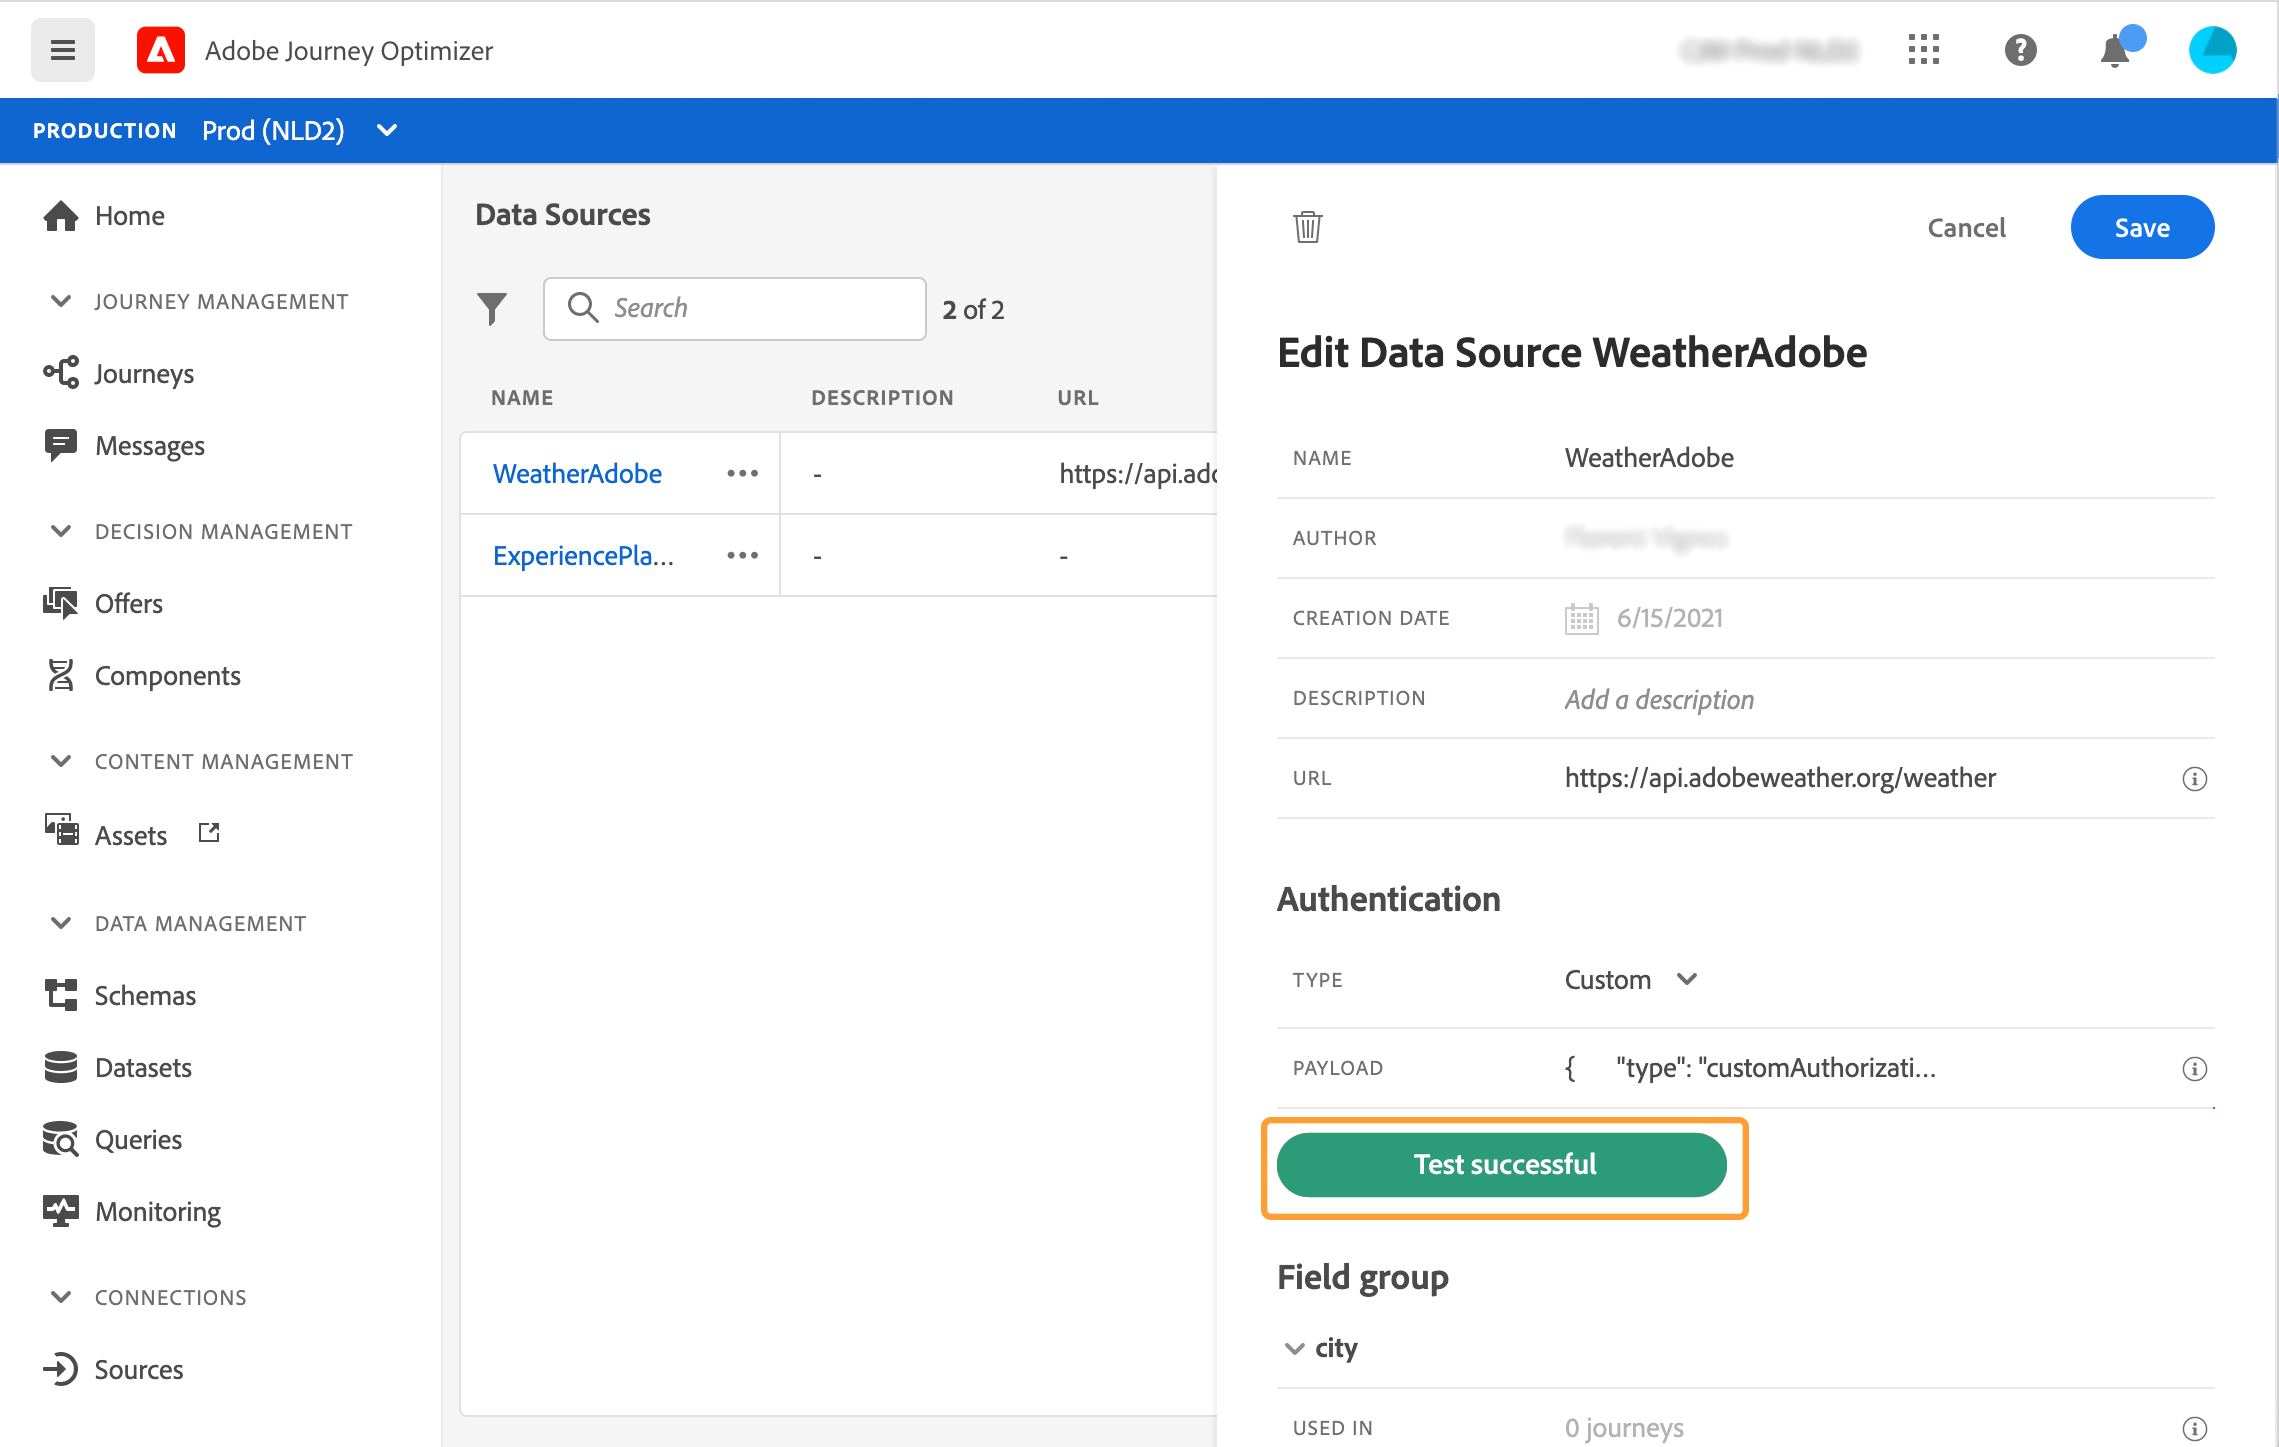 Adobe Journey Optimizer
PRODUCTION Prod (NLD2)
Home
JOURNEY MANAGEMENT
Journeys
Messages
DECISION MANAGEMENT
Offers
Components
CONTENT MANAGEMENT
Assets
DATA MANAGEMENT
Schemas
Datasets
Queries
Monitoring
CONNECTIONS
Sources
Data Sources
Search
2 of 2
NAME DESCRIPTION URL
WeatherAdobe ••• - https://api.adc
ExperiencePla... ••• - -
Cancel
Save
Edit Data Source WeatherAdobe
NAME WeatherAdobe
AUTHOR
CREATION DATE 6/15/2021
DESCRIPTION Add a description
URL https://api.adobeweather.org/weather
Authentication
TYPE Custom
PAYLOAD { "type": "customAuthorizati...
Test successful
Field group
city
USED IN 0 journeys